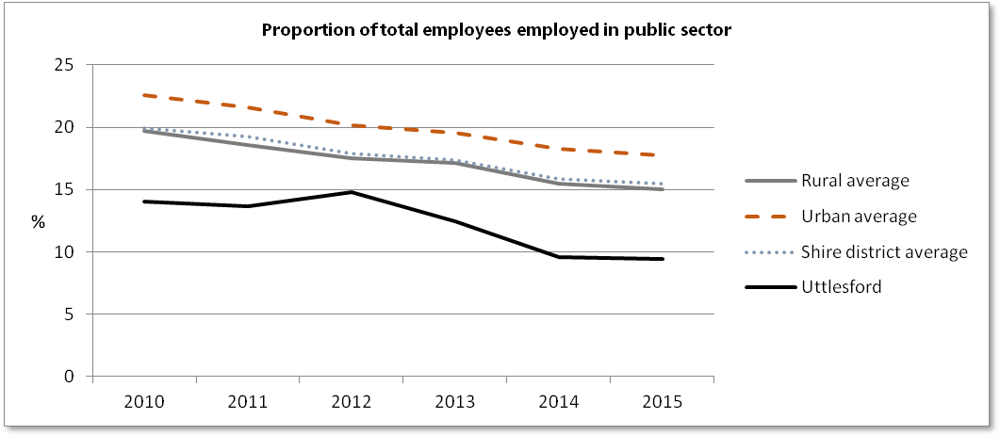 Proportion of total employees employed in public sector
25
20
15
10
5
0
%
2010 2011 2012 2013 2014 2015
Rural average
Urban average
Shire district average
Uttlesford